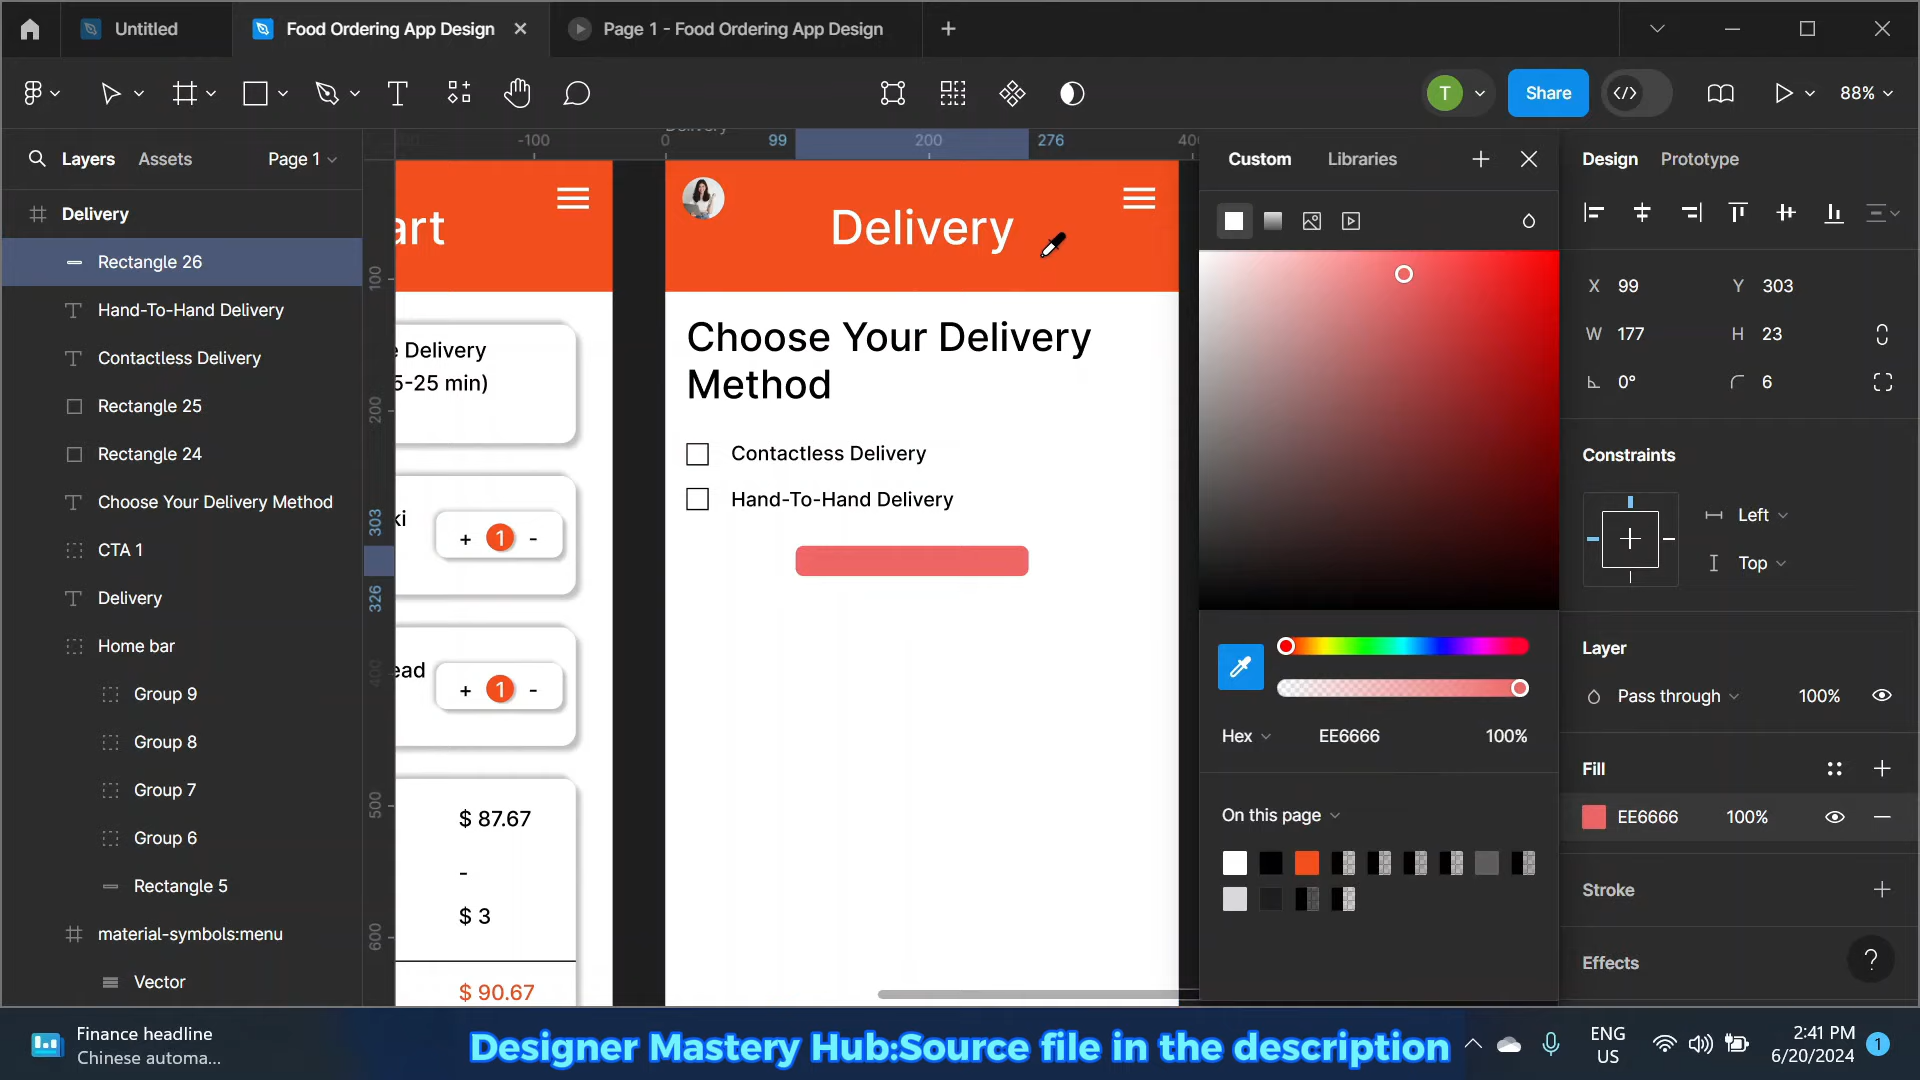 Untitled
Food Ordering App Design
Page 1 - Food Ordering App Design
T
Share
88%
Layers
Assets
Page 1
-100
0
99
200
276
Custom
Libraries
Design
Prototype
Delivery
Rectangle 26
Hand-To-Hand Delivery
Contactless Delivery
Rectangle 25
Rectangle 24
Choose Your Delivery Method
CTA 1
Delivery
Home bar
Group 9
Group 8
Group 7
Group 6
Rectangle 5
material-symbols:menu
Vector
100
200
303
326
400
500
600
art
e Delivery
5-25 min)
ki
+ 1 -
ead
+ 1 -
$ 87.67
-
$ 3
$ 90.67
Delivery
Choose Your Delivery
Method
Contactless Delivery
Hand-To-Hand Delivery
Hex
EE6666
100%
On this page
X 99
Y 303
W 177
H 23
0°
6
Constraints
Left
Top
Layer
Pass through
100%
Fill
EE6666
100%
Stroke
Effects
?
Finance headline
Chinese automa...
Designer Mastery Hub:Source file in the description
ENG
US
2:41 PM
6/20/2024
1